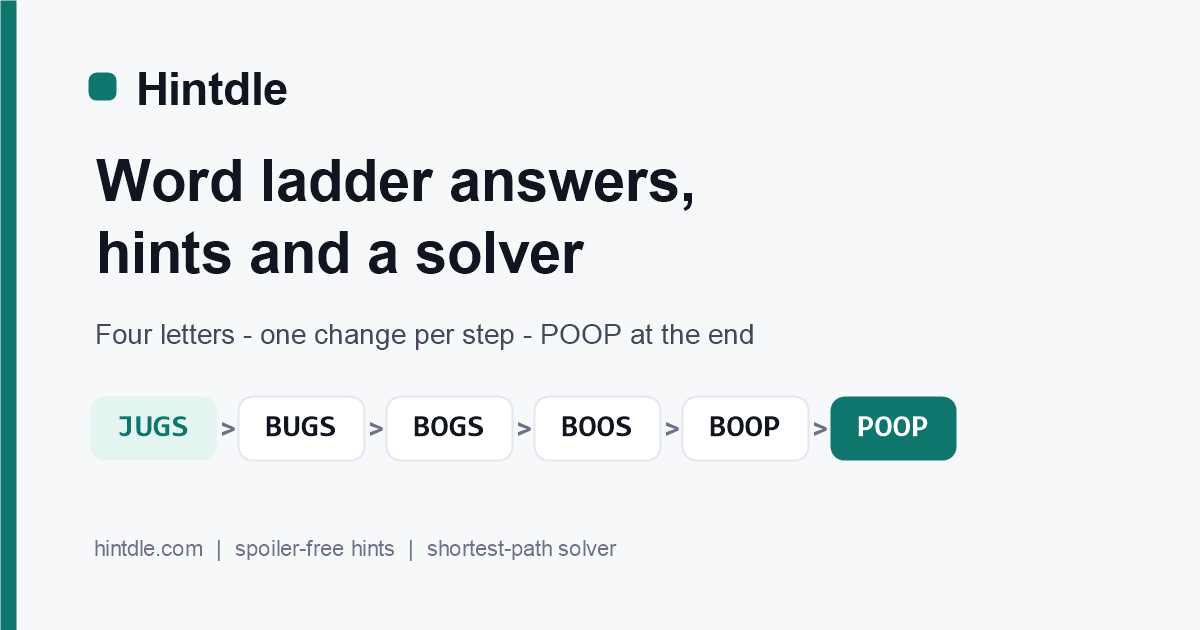 Hintdle
Word ladder answers,
hints and a solver
Four letters - one change per step - POOP at the end
JUGS > BUGS > BOGS > BOOS > BOOP > POOP
hintdle.com | spoiler-free hints | shortest-path solver